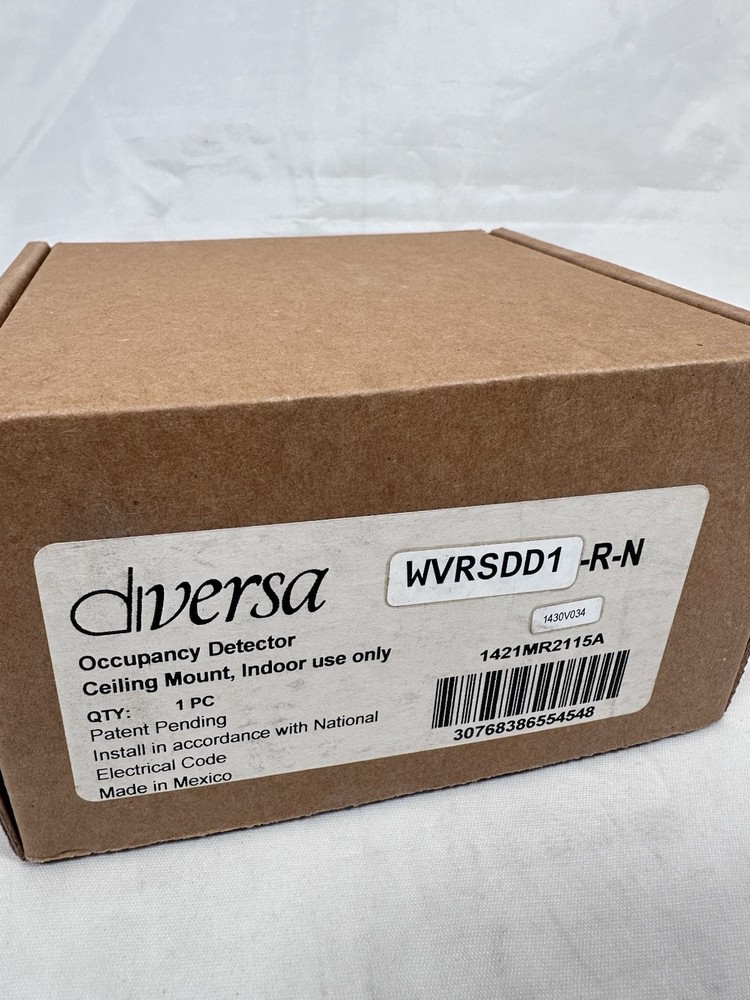 diversa
Occupancy Detector
Ceiling Mount, Indoor use only
QTY: 1 PC
Patent Pending
Install in accordance with National
Electrical Code
Made in Mexico
WVRSDD1-R-N
1430V034
1421MR2115A
30768386554548